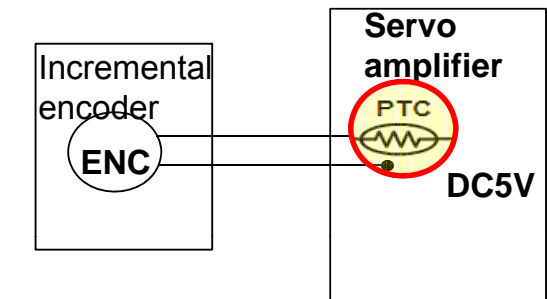 Incremental
encoder
ENC
Servo
amplifier
PTC
DC5V